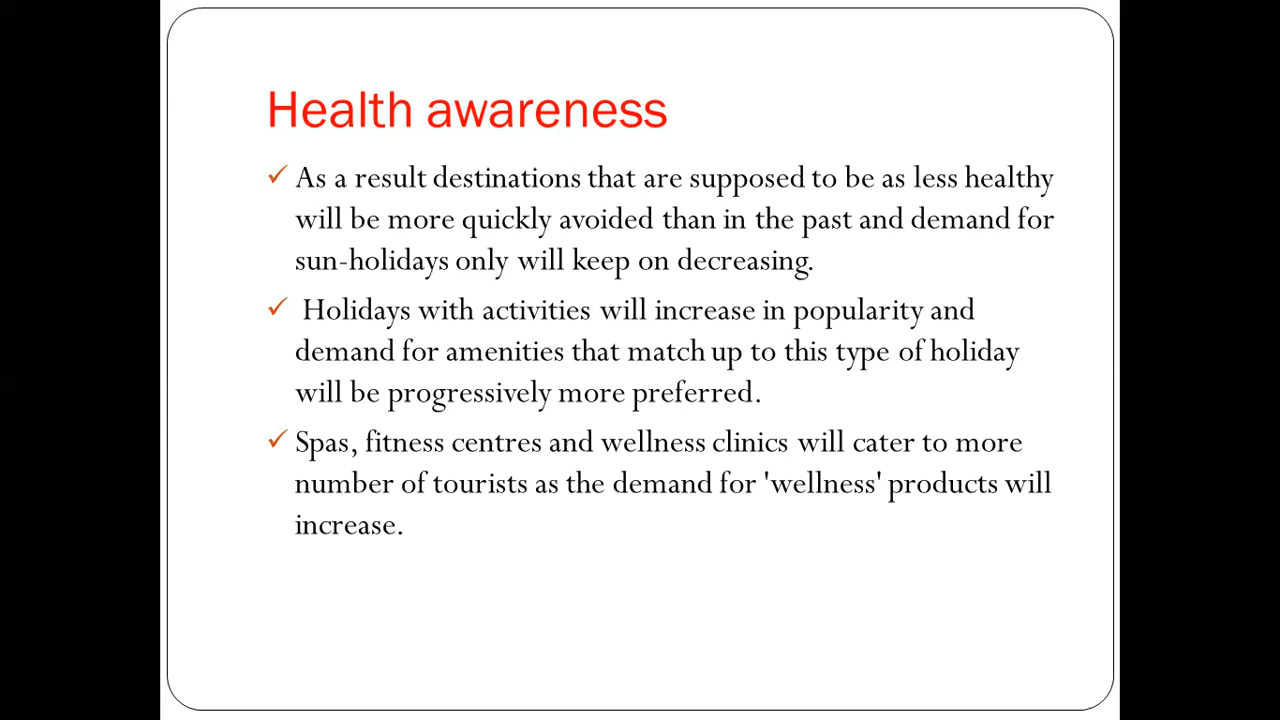 Health awareness
As a result destinations that are supposed to be as less healthy
will be more quickly avoided than in the past and demand for
sun-holidays only will keep on decreasing.
Holidays with activities will increase in popularity and
demand for amenities that match up to this type of holiday
will be progressively more preferred.
Spas, fitness centres and wellness clinics will cater to more
number of tourists as the demand for 'wellness' products will
increase.